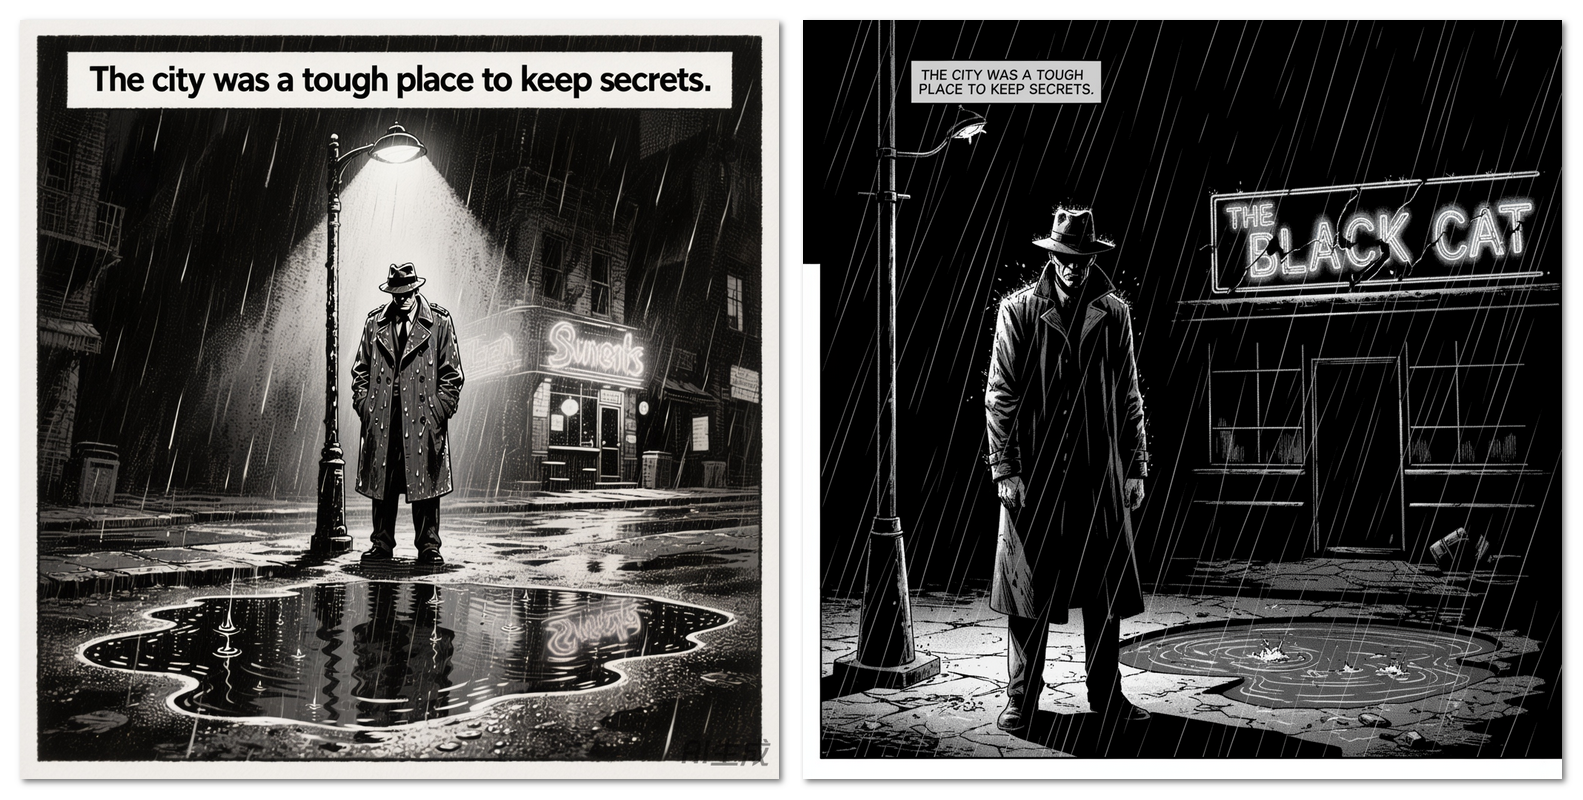 The city was a tough place to keep secrets.
AI生成
THE CITY WAS A TOUGH
PLACE TO KEEP SECRETS.
THE
BLACK CAT